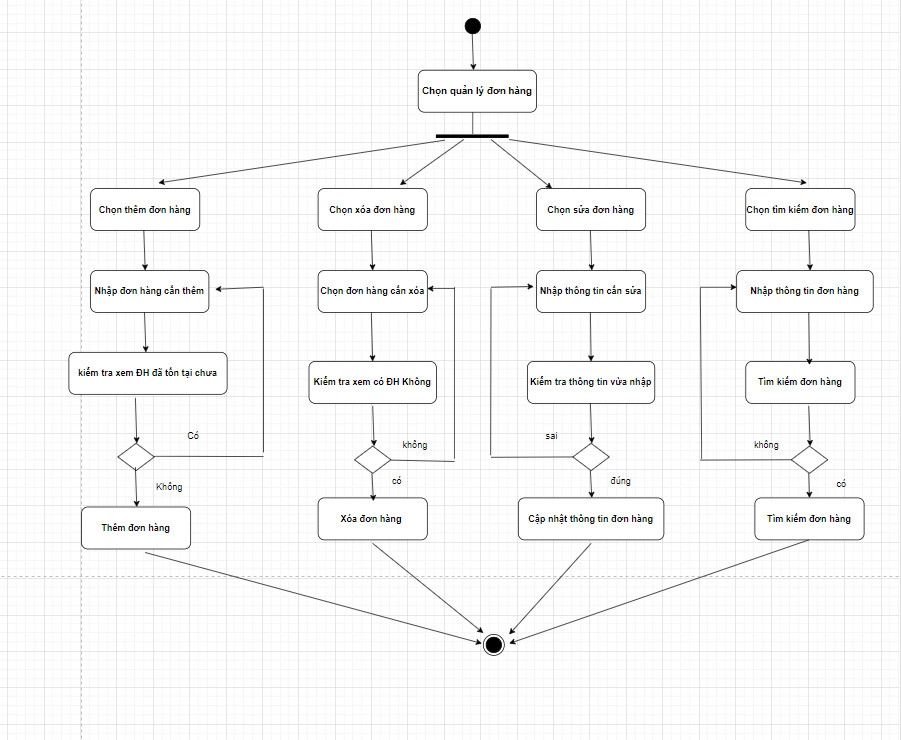 Chọn quản lý đơn hàng
Chọn thêm đơn hàng
Chọn xóa đơn hàng
Chọn sửa đơn hàng
Chọn tìm kiếm đơn hàng
Nhập đơn hàng cần thêm
Chọn đơn hàng cần xóa
Nhập thông tin cần sửa
Nhập thông tin đơn hàng
kiểm tra xem ĐH đã tồn tại chưa
Kiểm tra xem có ĐH Không
Kiểm tra thông tin vừa nhập
Tìm kiếm đơn hàng
Có
không
sai
không
Không
có
đúng
có
Thêm đơn hàng
Xóa đơn hàng
Cập nhật thông tin đơn hàng
Tìm kiếm đơn hàng